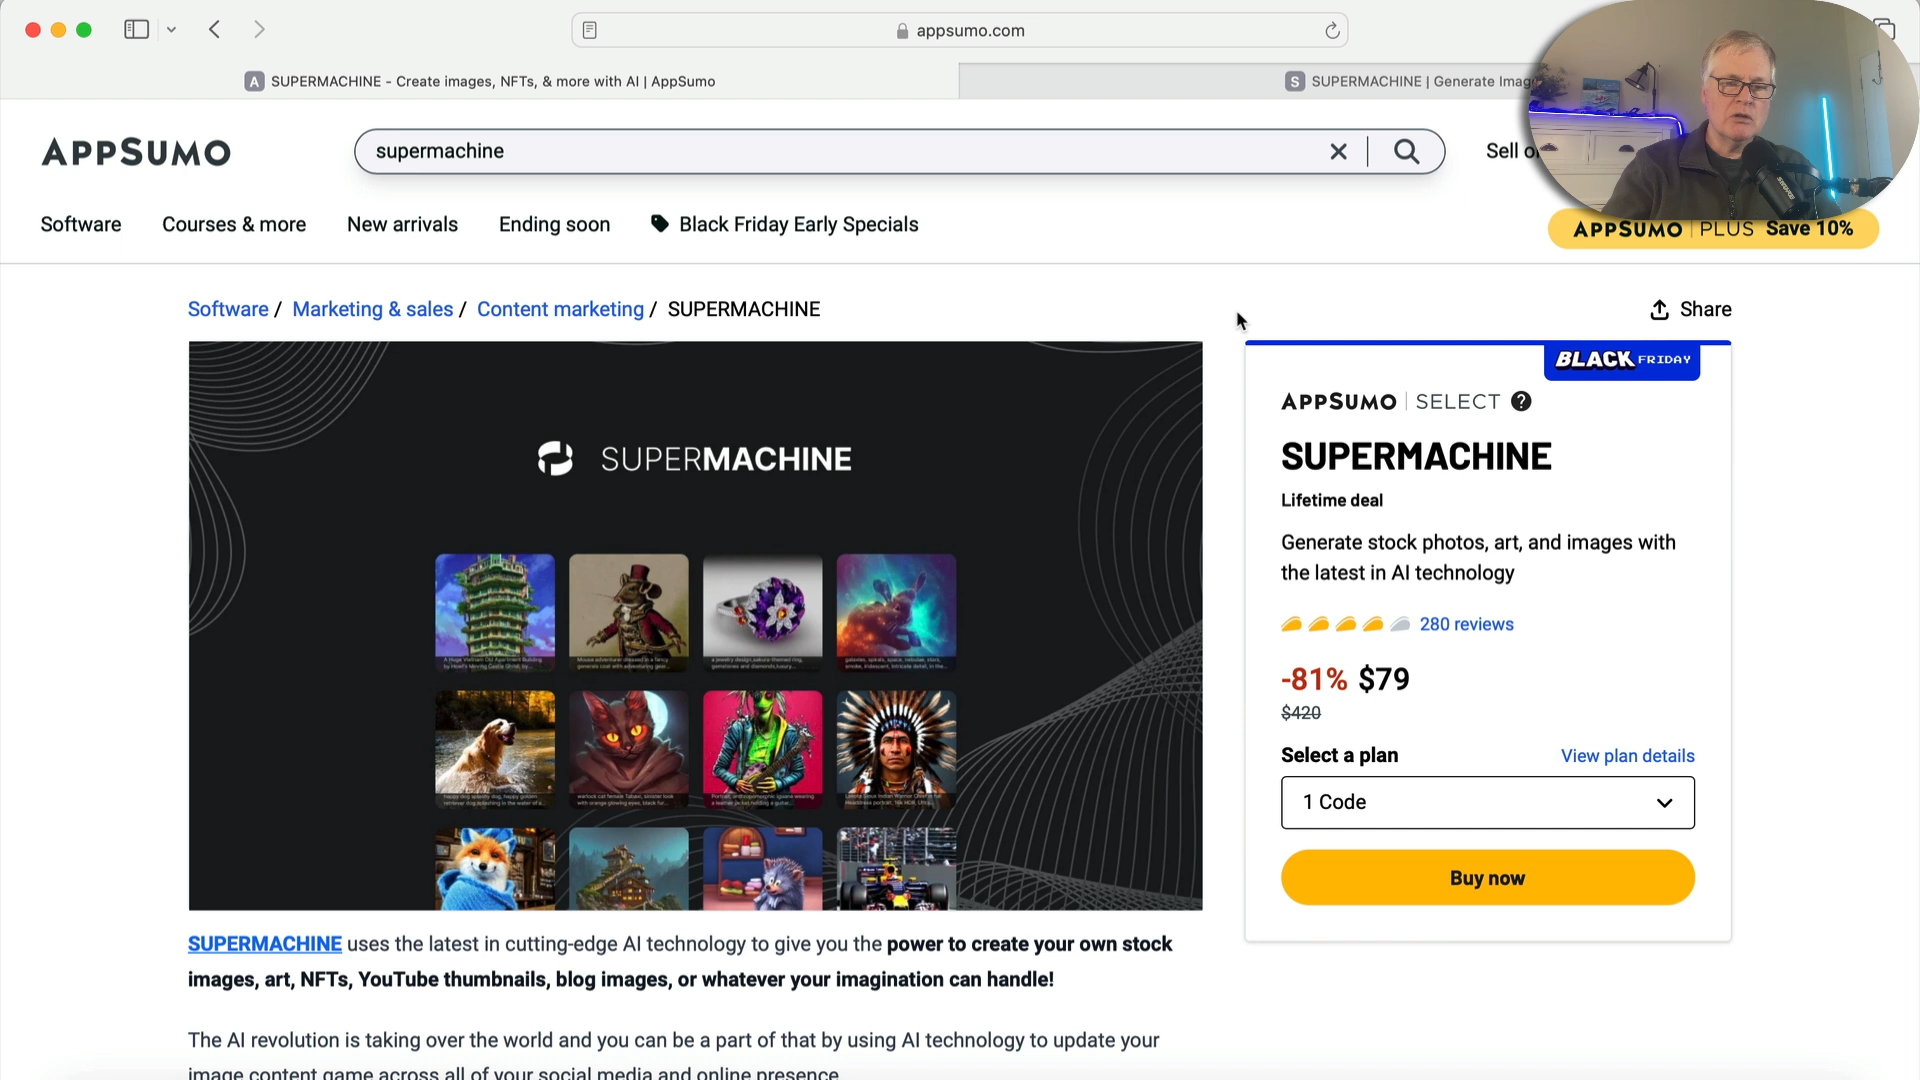 appsumo.com
A SUPERMACHINE - Create images, NFTs, & more with AI | AppSumo
S SUPERMACHINE | Generate Imag
APPSUMO
supermachine
Sell o
Software
Courses & more
New arrivals
Ending soon
Black Friday Early Specials
APPSUMO | PLUS Save 10%
Software / Marketing & sales / Content marketing / SUPERMACHINE
Share
SUPERMACHINE
BLACK FRIDAY
APPSUMO | SELECT ?
SUPERMACHINE
Lifetime deal
Generate stock photos, art, and images with
the latest in AI technology
280 reviews
-81% $79
$420
Select a plan
View plan details
1 Code
Buy now
SUPERMACHINE uses the latest in cutting-edge AI technology to give you the power to create your own stock
images, art, NFTs, YouTube thumbnails, blog images, or whatever your imagination can handle!
The AI revolution is taking over the world and you can be a part of that by using AI technology to update your
image content game across all of your social media and online presence